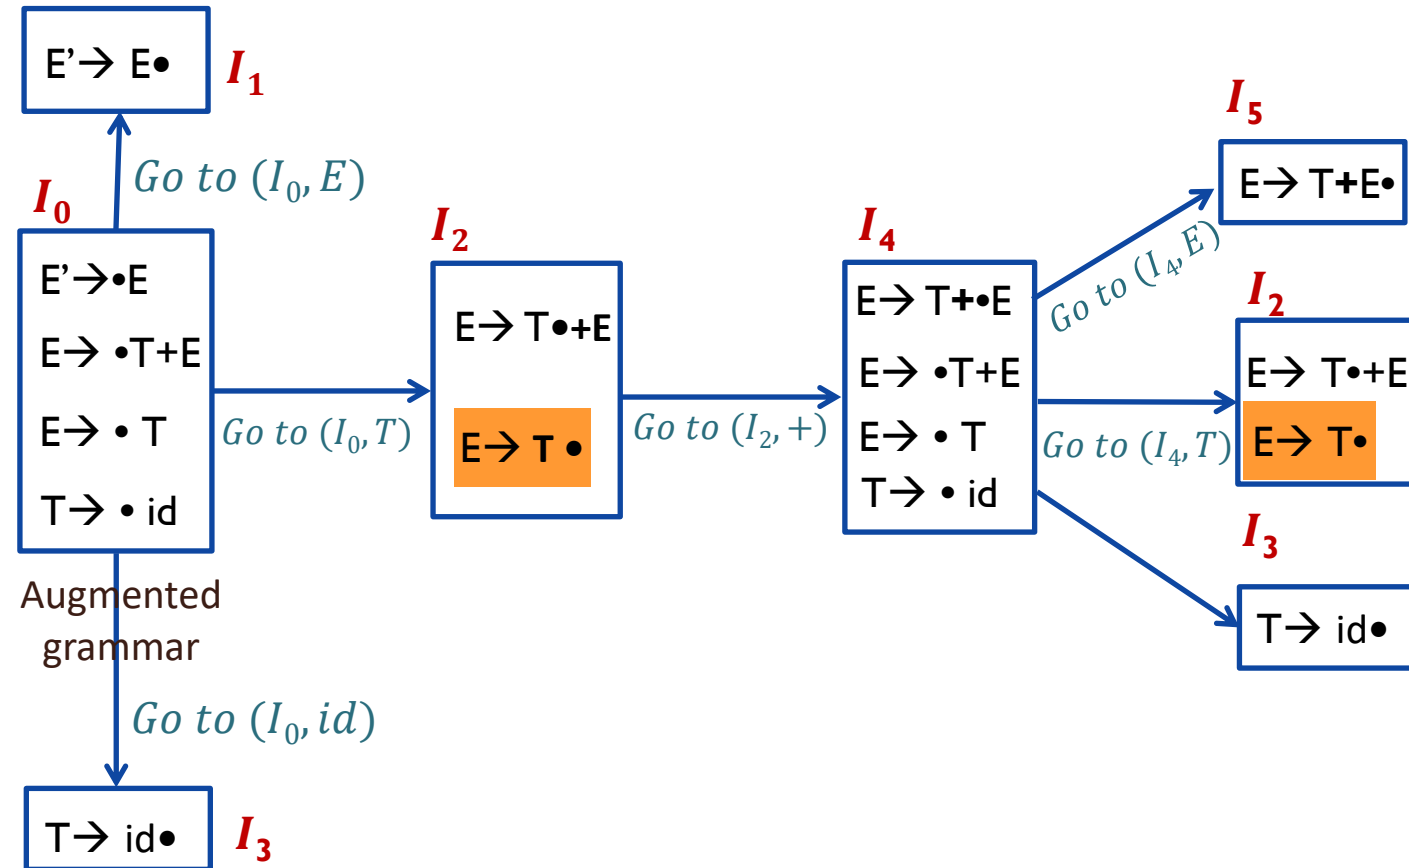 E’→ E●
I₁
Go to (I₀, E)
I₀
E’→●E
E→ ●T+E
E→ ● T
T→ ● id
Augmented
grammar
Go to (I₀, id)
T→ id●
I₃
Go to (I₀, T)
I₂
E→ T●+E
E→ T ●
Go to (I₂, +)
I₄
E→ T+●E
E→ ●T+E
E→ ● T
T→ ● id
Go to (I₄, E)
I₅
E→ T+E●
Go to (I₄, T)
I₂
E→ T●+E
E→ T●
I₃
T→ id●